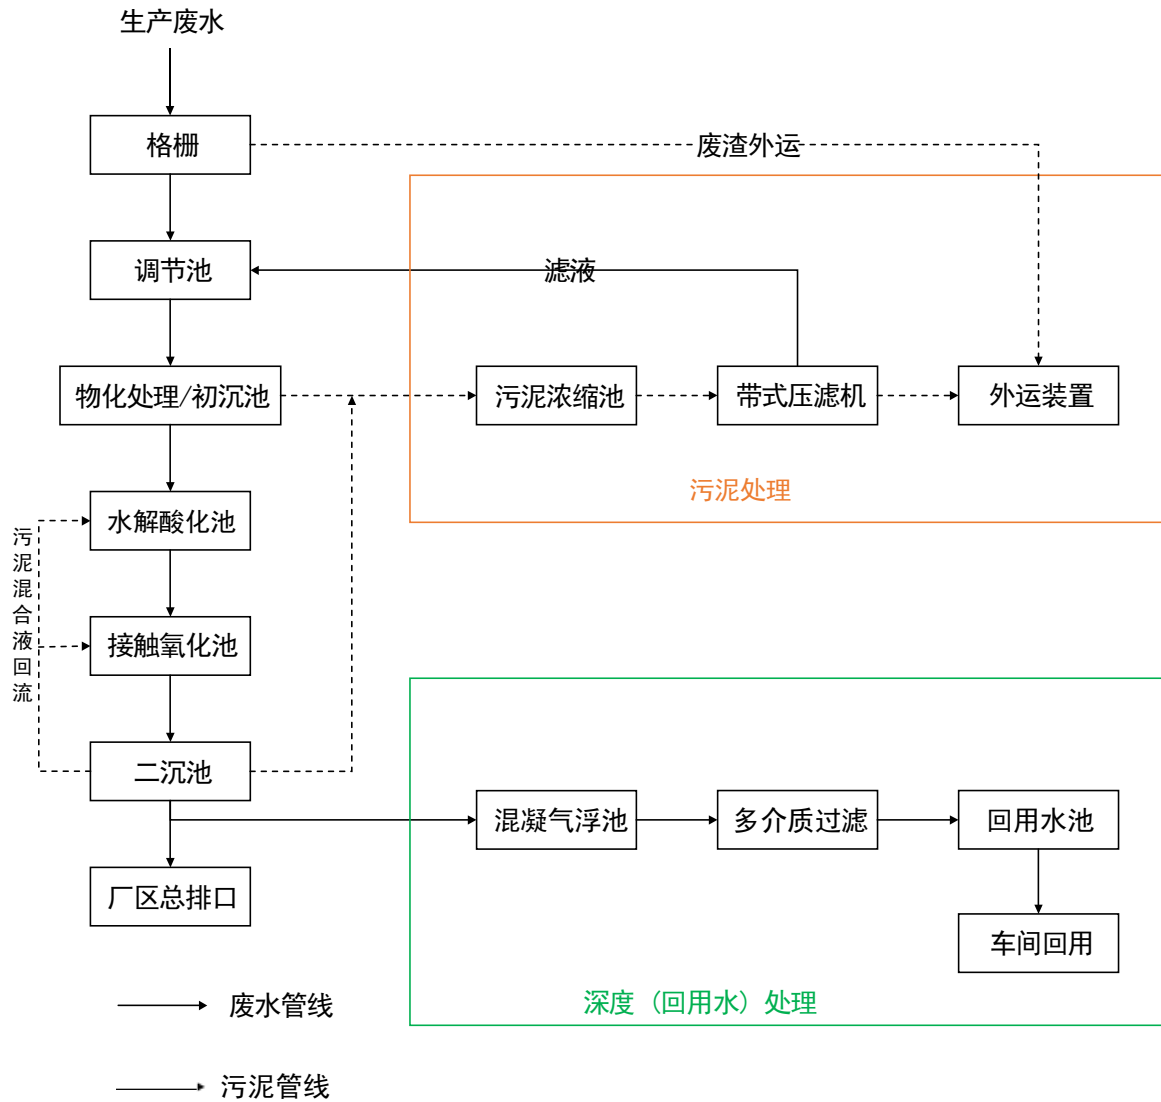 生产废水
格栅
废渣外运
调节池
滤液
物化处理/初沉池
污泥浓缩池
带式压滤机
外运装置
污泥处理
水解酸化池
污泥混合液回流
接触氧化池
二沉池
混凝气浮池
多介质过滤
回用水池
厂区总排口
车间回用
深度（回用水）处理
废水管线
污泥管线